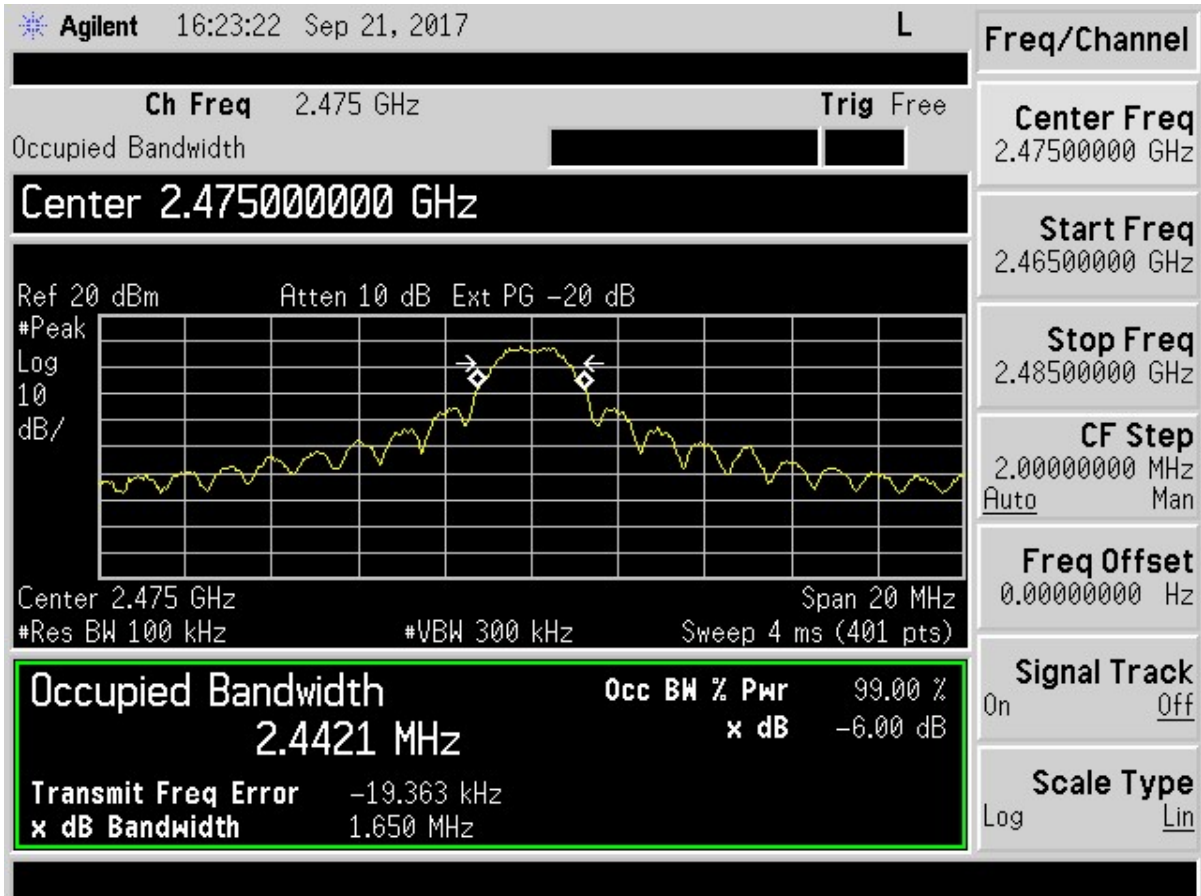 Agilent 16:23:22 Sep 21, 2017 L
Ch Freq 2.475 GHz Trig Free
Occupied Bandwidth
Center 2.475000000 GHz
Ref 20 dBm Atten 10 dB Ext PG −20 dB
#Peak
Log
10
dB/
Center 2.475 GHz Span 20 MHz
#Res BW 100 kHz #VBW 300 kHz Sweep 4 ms (401 pts)
Occupied Bandwidth Occ BW % Pwr 99.00 %
2.4421 MHz x dB −6.00 dB
Transmit Freq Error −19.363 kHz
x dB Bandwidth 1.650 MHz
Freq/Channel
Center Freq
2.47500000 GHz
Start Freq
2.46500000 GHz
Stop Freq
2.48500000 GHz
CF Step
2.00000000 MHz
Auto Man
Freq Offset
0.00000000 Hz
Signal Track
On Off
Scale Type
Log Lin